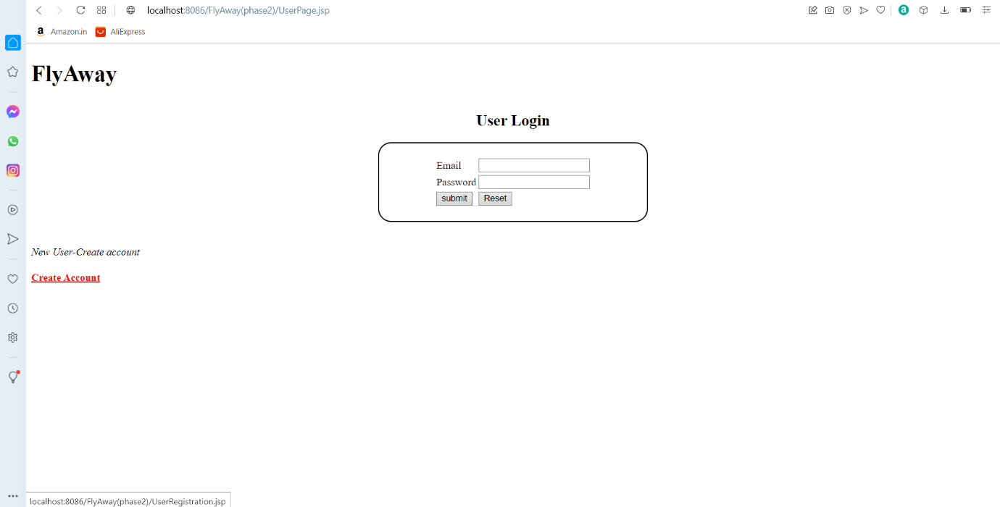 localhost:8086/FlyAway(phase2)/UserPage.jsp
a Amazon.in AliExpress
FlyAway
User Login
Email
Password
submit Reset
New User-Create account
Create Account
localhost:8086/FlyAway(phase2)/UserRegistration.jsp